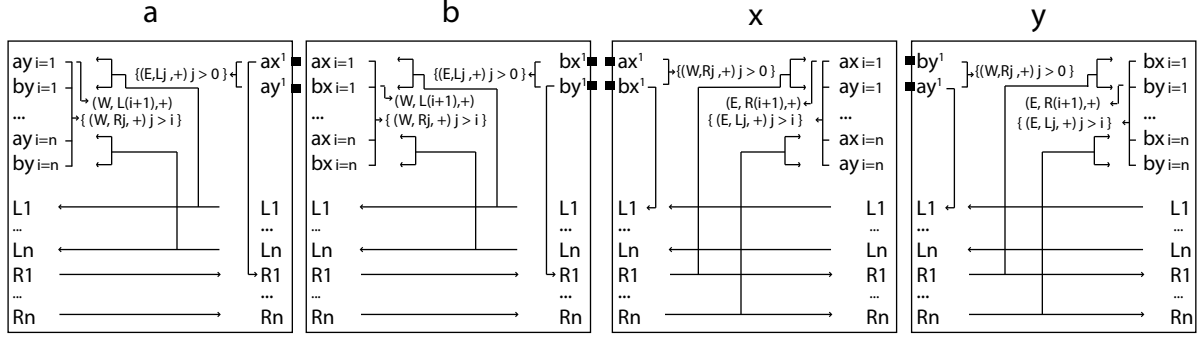 a
ay i=1
by i=1
...
ay i=n
by i=n
{(E,Lj ,+) j > 0 }
(W, L(i+1),+)
{ (W, Rj, +) j > i }
ax¹
ay¹
L1
...
Ln
R1
...
Rn
L1
...
Ln
R1
...
Rn
b
ax i=1
bx i=1
...
ax i=n
bx i=n
{(E,Lj ,+) j > 0 }
(W, L(i+1),+)
{ (W, Rj, +) j > i }
bx¹
by¹
L1
...
Ln
R1
...
Rn
L1
...
Ln
R1
...
Rn
x
ax¹
bx¹
{(W,Rj ,+) j > 0 }
(E, R(i+1),+)
{ (E, Lj, +) j > i }
ax i=1
ay i=1
...
ax i=n
ay i=n
L1
...
Ln
R1
...
Rn
L1
...
Ln
R1
...
Rn
y
by¹
ay¹
{(W,Rj ,+) j > 0 }
(E, R(i+1),+)
{ (E, Lj, +) j > i }
bx i=1
by i=1
...
bx i=n
by i=n
L1
...
Ln
R1
...
Rn
L1
...
Ln
R1
...
Rn